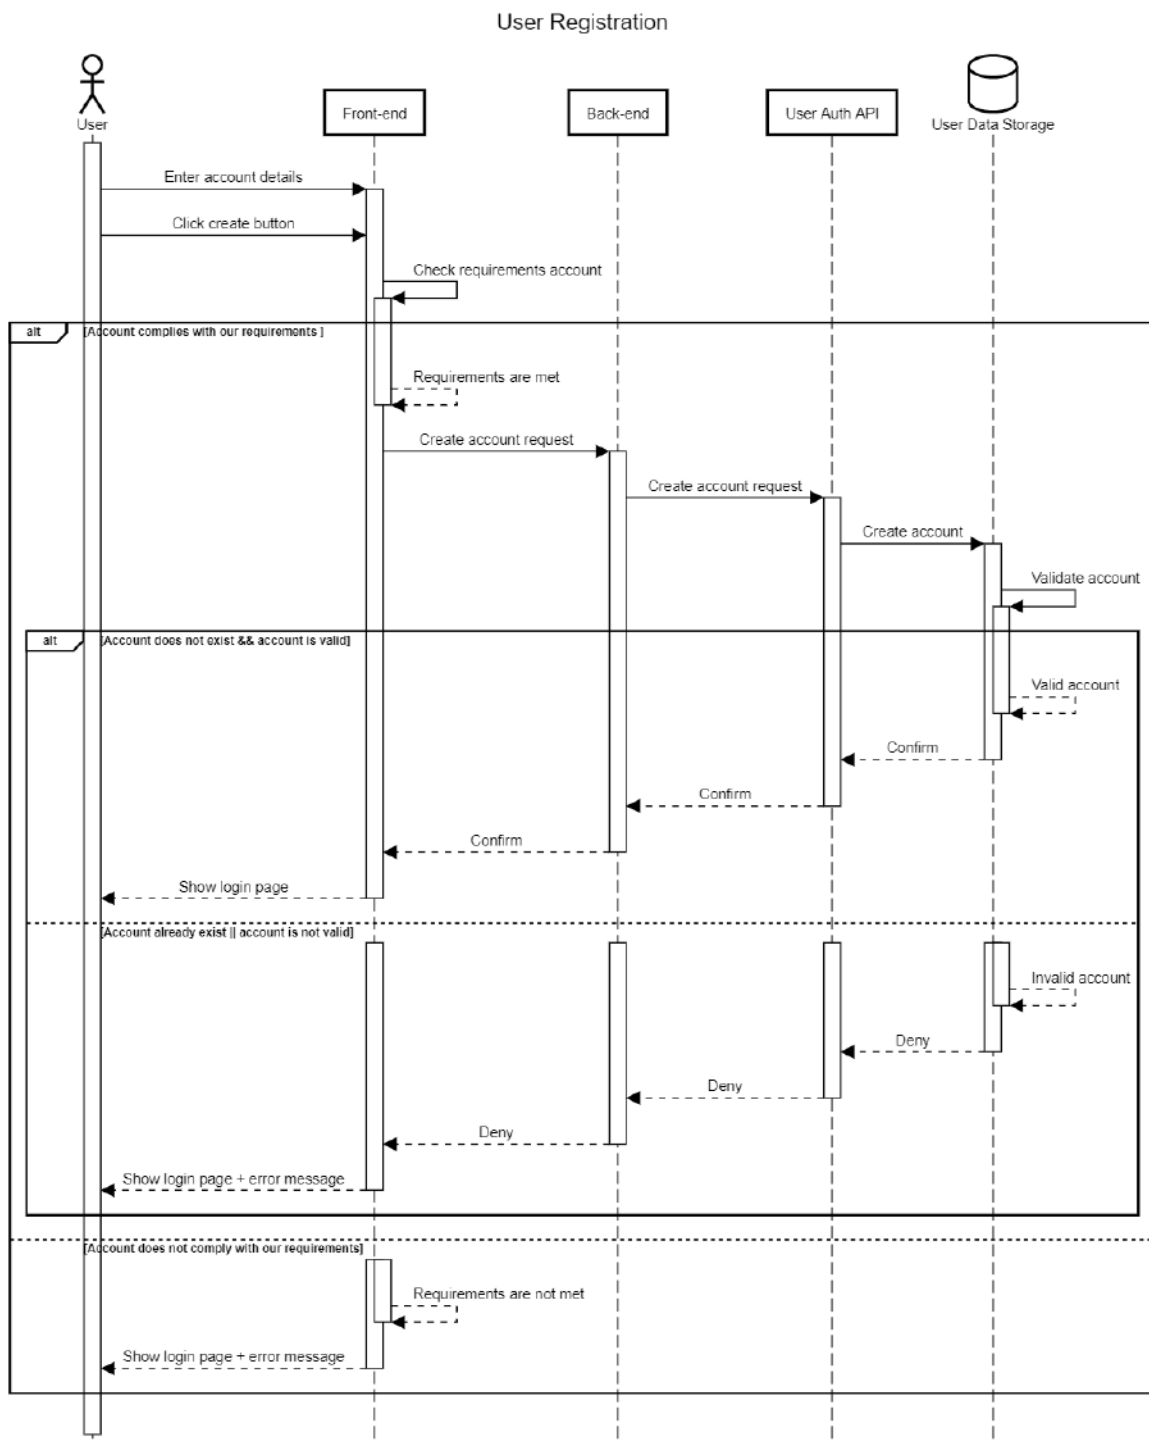 User Registration
User
Front-end
Back-end
User Auth API
User Data Storage
Enter account details
Click create button
Check requirements account
alt
[Account complies with our requirements ]
Requirements are met
Create account request
Create account request
Create account
Validate account
alt
[Account does not exist && account is valid]
Valid account
Confirm
Confirm
Confirm
Show login page
[Account already exist || account is not valid]
Invalid account
Deny
Deny
Deny
Show login page + error message
[Account does not comply with our requirements]
Requirements are not met
Show login page + error message